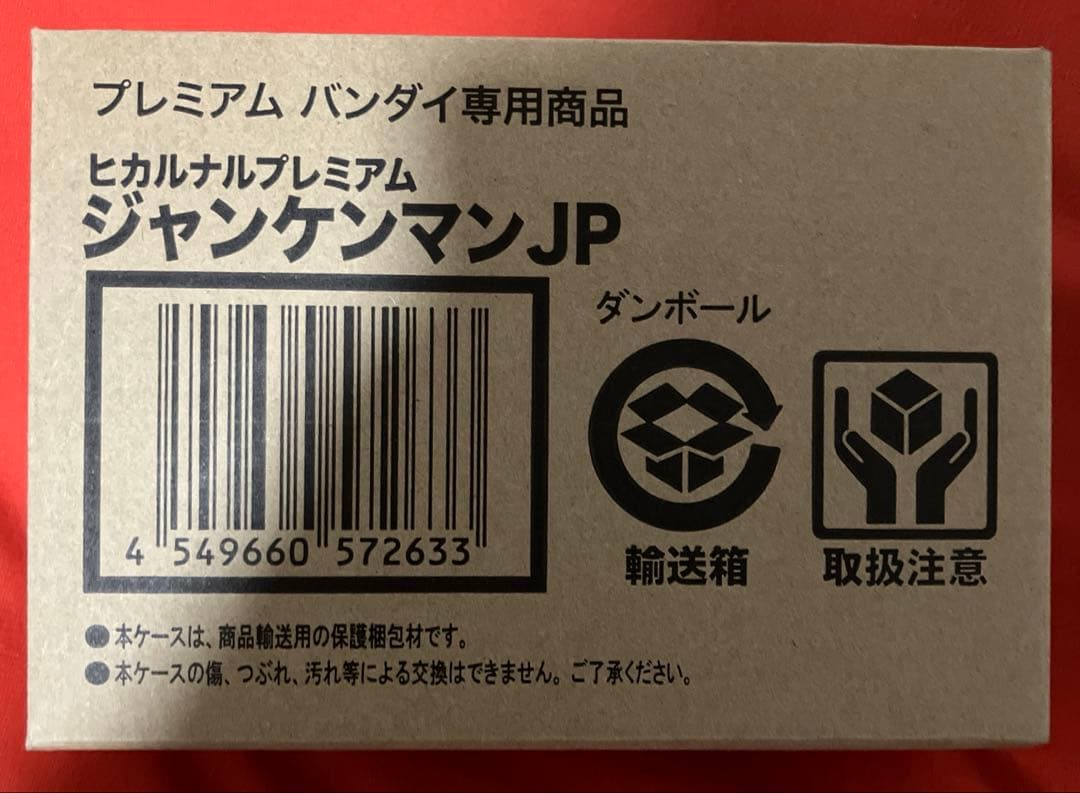 プレミアム バンダイ専用商品
ヒカルナルプレミアム
ジャンケンマンJP
ダンボール
4 549660 572633
輸送箱
取扱注意
●本ケースは、商品輸送用の保護梱包材です。
●本ケースの傷、つぶれ、汚れ等による交換はできません。ご了承ください。